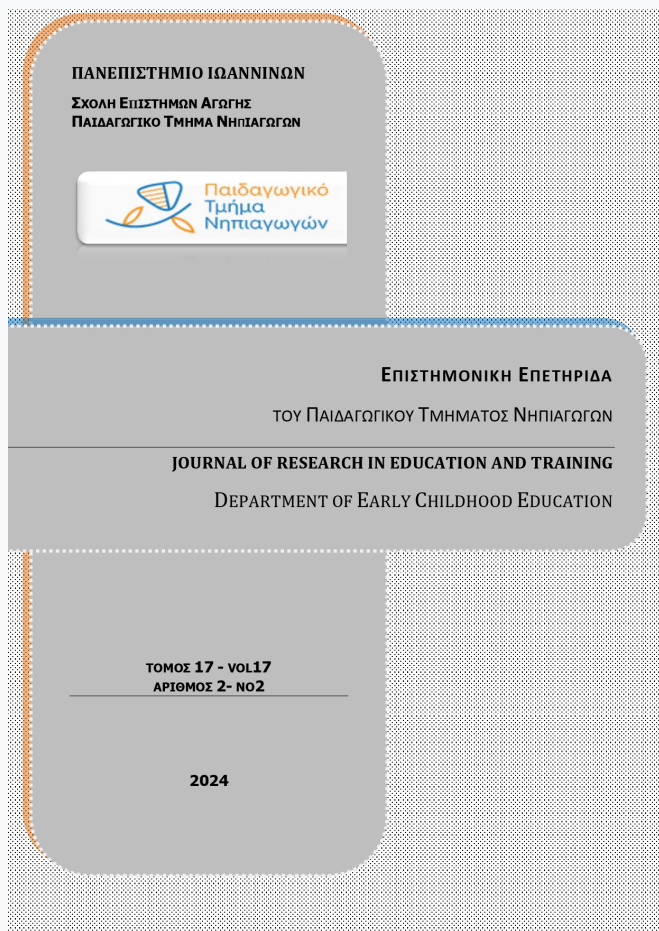 ΠΑΝΕΠΙΣΤΗΜΙΟ ΙΩΑΝΝΙΝΩΝ
ΣΧΟΛΗ ΕΠΙΣΤΗΜΩΝ ΑΓΩΓΗΣ
ΠΑΙΔΑΓΩΓΙΚΟ ΤΜΗΜΑ ΝΗΠΙΑΓΩΓΩΝ
Παιδαγωγικό
Τμήμα
Νηπιαγωγών
ΕΠΙΣΤΗΜΟΝΙΚΗ ΕΠΕΤΗΡΙΔΑ
ΤΟΥ ΠΑΙΔΑΓΩΓΙΚΟΥ ΤΜΗΜΑΤΟΣ ΝΗΠΙΑΓΩΓΩΝ
JOURNAL OF RESEARCH IN EDUCATION AND TRAINING
DEPARTMENT OF EARLY CHILDHOOD EDUCATION
ΤΟΜΟΣ 17 - VOL17
ΑΡΙΘΜΟΣ 2- NO2
2024